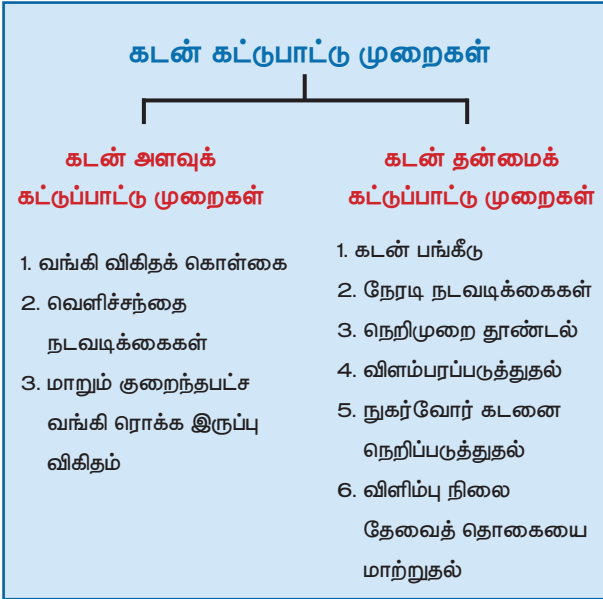 கடன் கட்டுபாட்டு முறைகள்
கடன் அளவுக்
கட்டுப்பாட்டு முறைகள்
1. வங்கி விகிதக் கொள்கை
2. வெளிச்சந்தை
நடவடிக்கைகள்
3. மாறும் குறைந்தபட்ச
வங்கி ரொக்க இருப்பு
விகிதம்
கடன் தன்மைக்
கட்டுப்பாட்டு முறைகள்
1. கடன் பங்கீடு
2. நேரடி நடவடிக்கைகள்
3. நெறிமுறை தூண்டல்
4. விளம்பரப்படுத்துதல்
5. நுகர்வோர் கடனை
நெறிப்படுத்துதல்
6. விளிம்பு நிலை
தேவைத் தொகையை
மாற்றுதல்